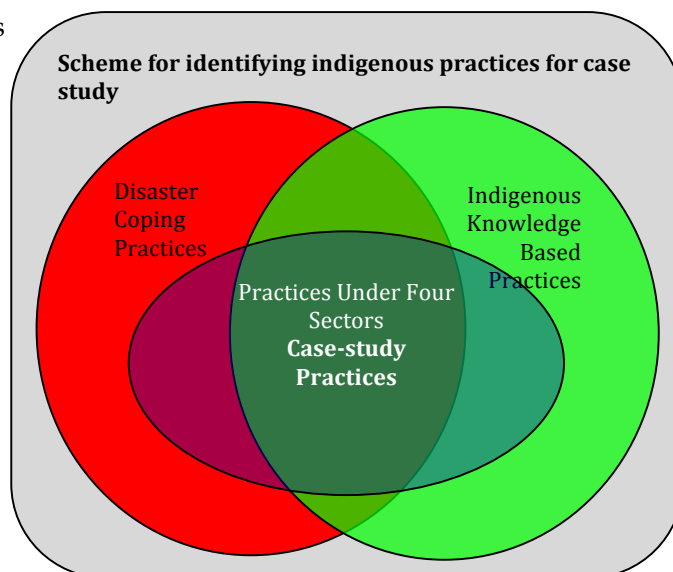 s
Scheme for identifying indigenous practices for case
study
Disaster
Coping
Practices
Indigenous
Knowledge
Based
Practices
Practices Under Four
Sectors
Case-study
Practices